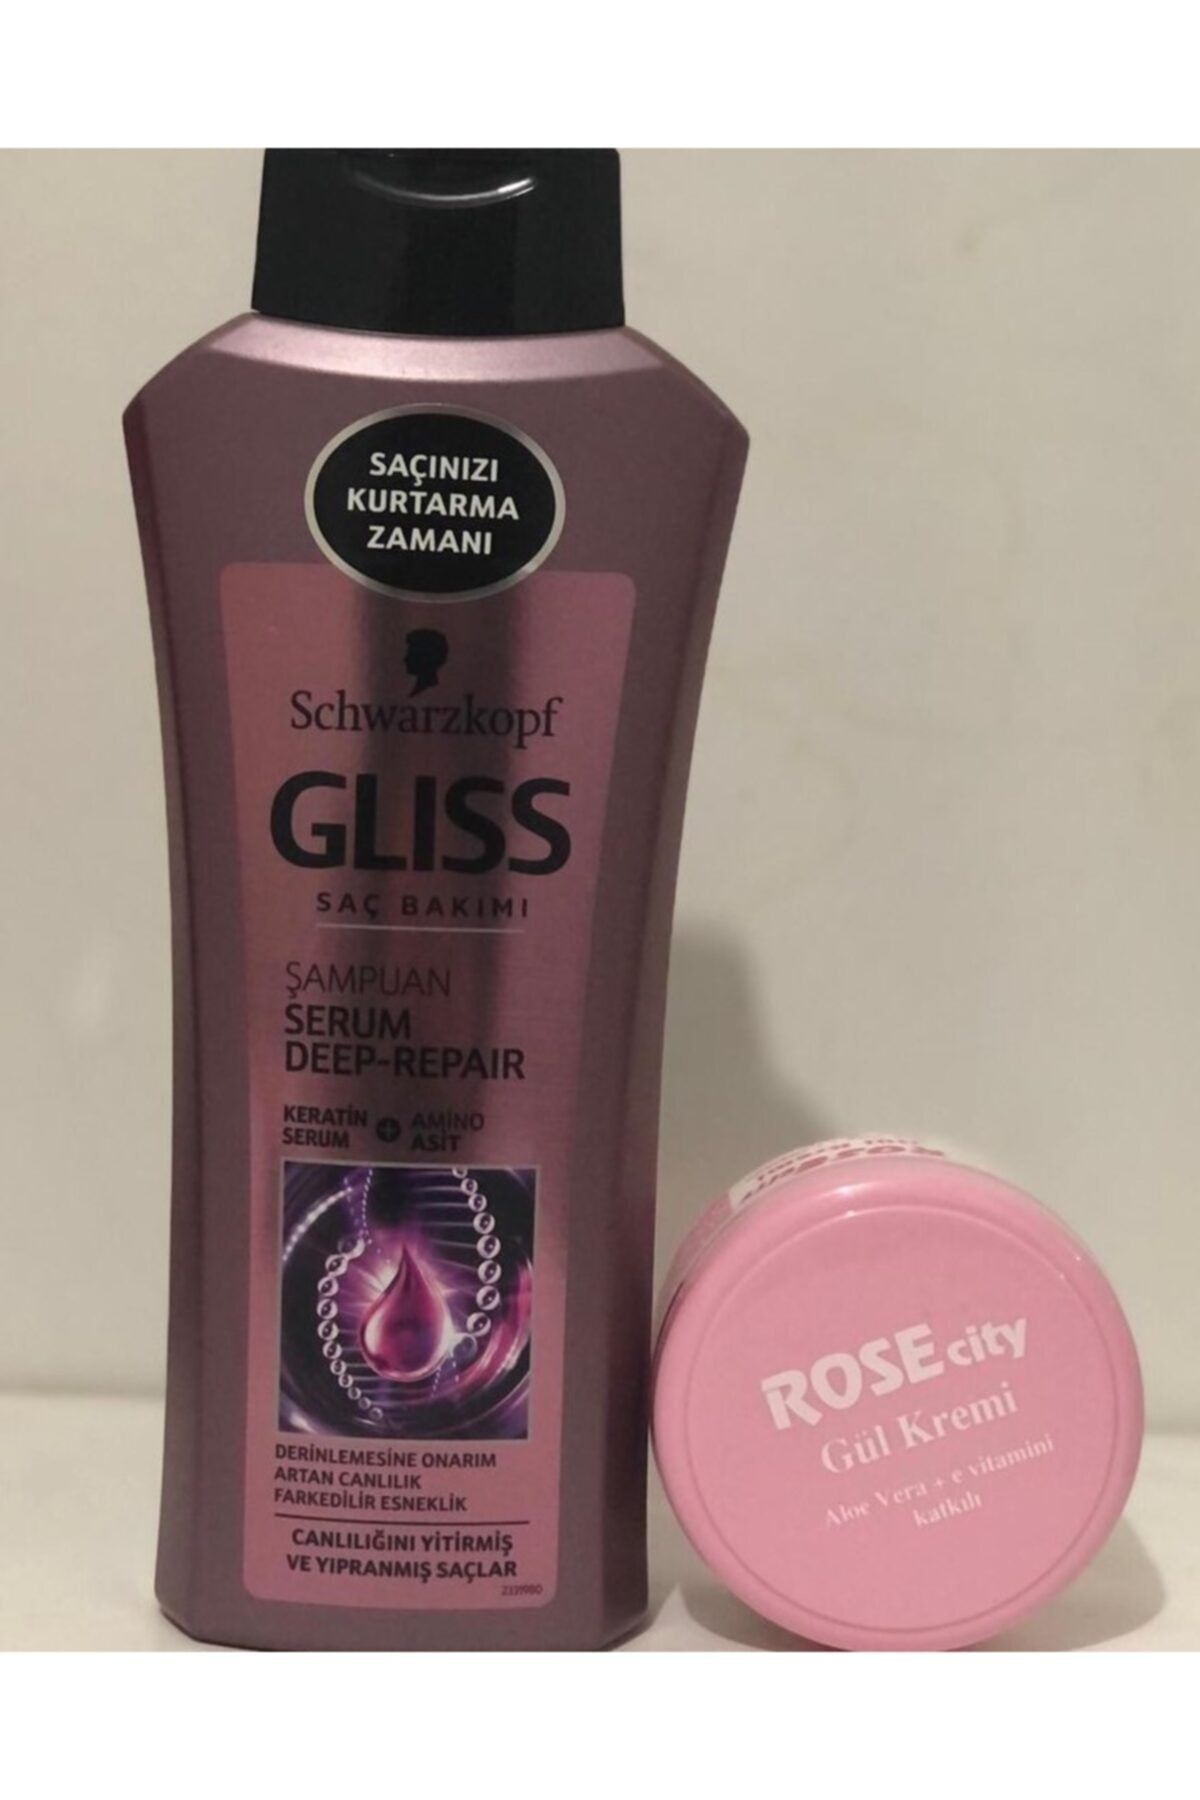 SAÇINIZI
KURTARMA
ZAMANI
Schwarzkopf
GLISS
SAÇ BAKIMI
ŞAMPUAN
SERUM
DEEP-REPAIR
KERATİN
SERUM
+
AMİNO
ASİT
DERİNLEMESİNE ONARIM
ARTAN CANLILIK
FARKEDİLİR ESNEKLİK
CANLILIĞINI YİTİRMİŞ
VE YIPRANMIŞ SAÇLAR
ROSE city
Gül Kremi
Aloe Vera + e vitamini
katkılı